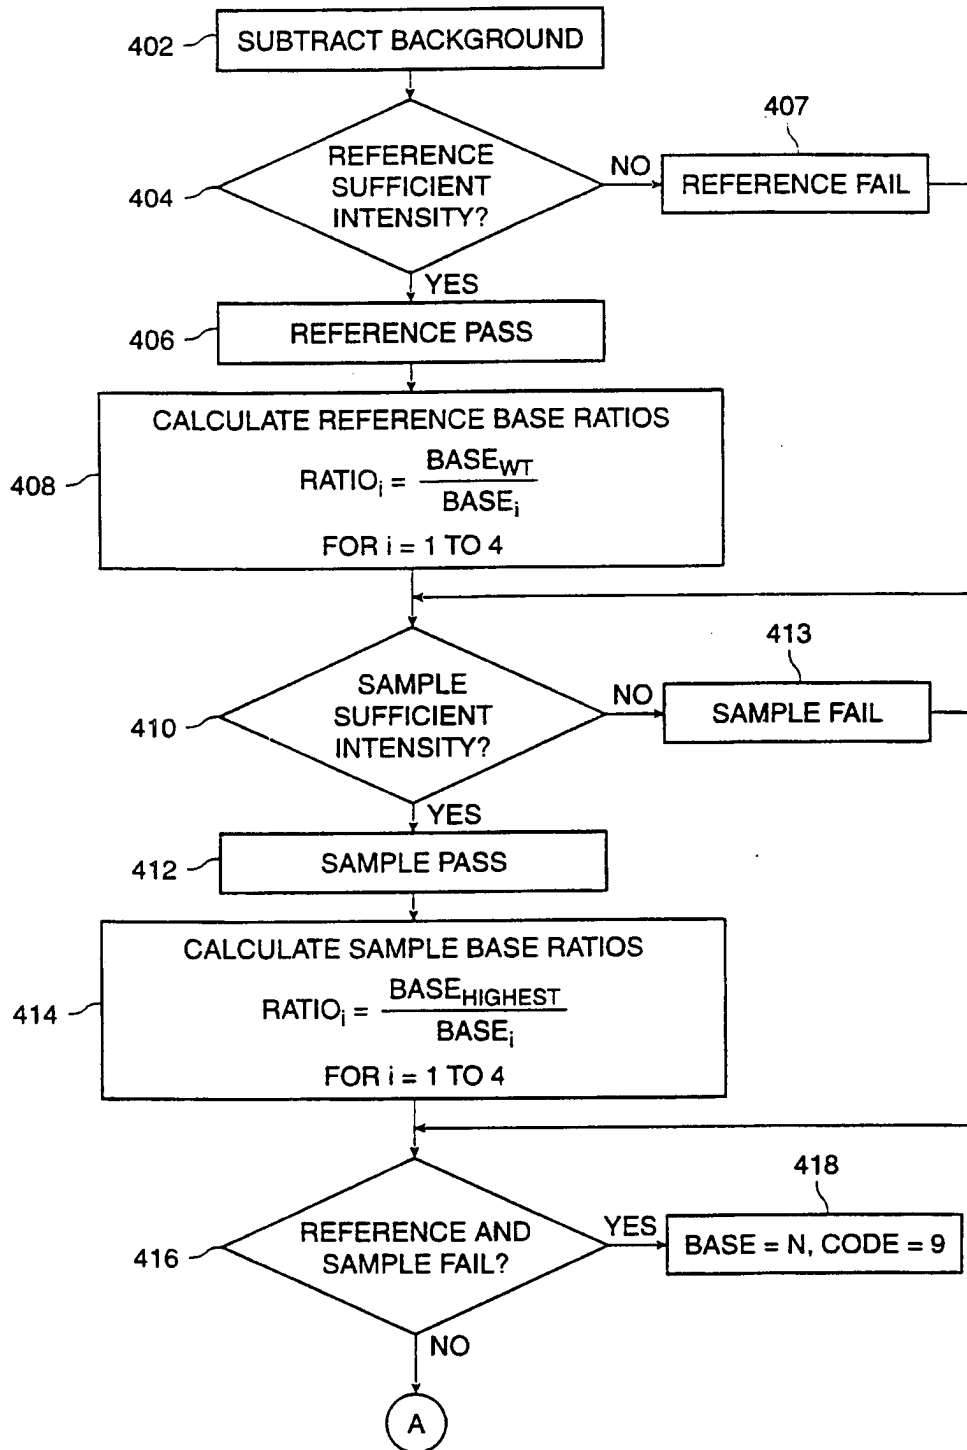 402
SUBTRACT BACKGROUND
407
404
REFERENCE
SUFFICIENT
INTENSITY?
NO
REFERENCE FAIL
YES
406
REFERENCE PASS
408
CALCULATE REFERENCE BASE RATIOS
RATIOi = BASEWT / BASEi
FOR i = 1 TO 4
413
410
SAMPLE
SUFFICIENT
INTENSITY?
NO
SAMPLE FAIL
YES
412
SAMPLE PASS
414
CALCULATE SAMPLE BASE RATIOS
RATIOi = BASEHIGHEST / BASEi
FOR i = 1 TO 4
418
416
REFERENCE AND
SAMPLE FAIL?
YES
BASE = N, CODE = 9
NO
A